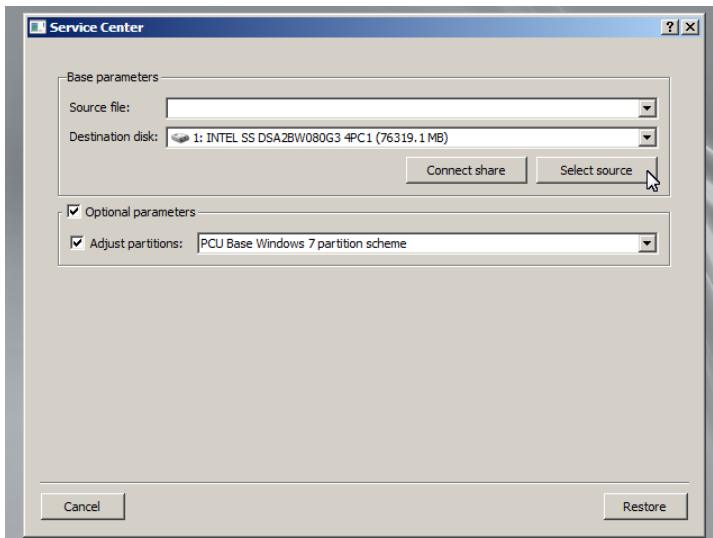 Service Center
Base parameters
Source file:
Destination disk: 1: INTEL SS DSA2BW080G3 4PC1 (76319.1 MB)
Connect share Select source
Optional parameters
Adjust partitions: PCU Base Windows 7 partition scheme
Cancel Restore